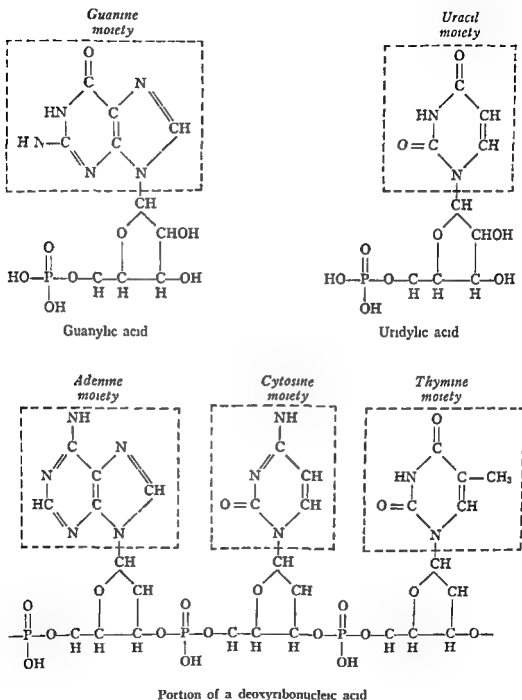 Guanine moiety
Uracil moiety
O
C
HN
C
N
CH
H N—C
C
N
N
CH
O
CHOH
O
HO—P—O—C—C—C—OH
OH
H
H
H
Guanylic acid
O
C
HN
CH
O=C
CH
N
CH
O
CHOH
O
HO—P—O—C—C—C—OH
OH
H
H
H
Uridylic acid
Adenine moiety
Cytosine moiety
Thymine moiety
NH
C
N
C
N
CH
HC
C
N
N
CH
O
CH
NH
C
N
CH
O=C
CH
N
CH
O
CH
O
C
HN
C—CH₃
O=C
CH
N
CH
O
CH
O
O
O
—P—O—C—C—C—O—P—O—C—C—C—O—P—O—C—C—C—O—
OH
H
H
H
OH
H
H
H
OH
H
H
H
Portion of a deoxyribonucleic acid